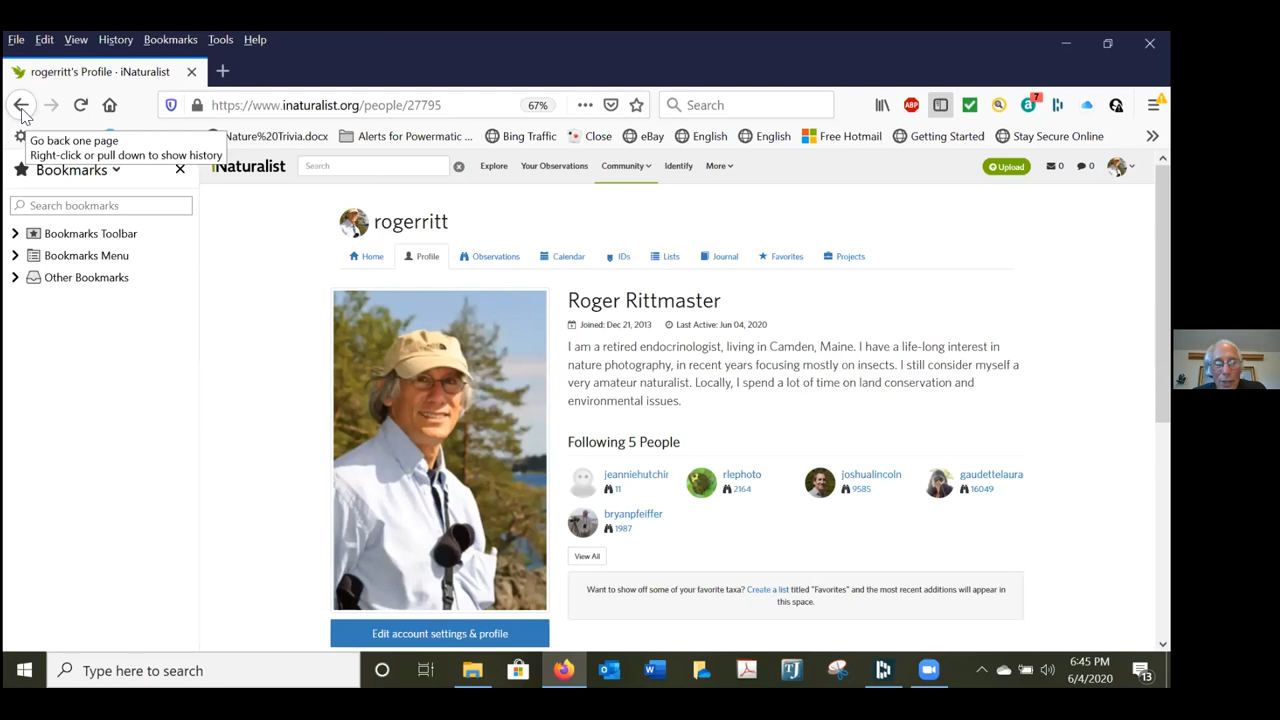 File Edit View History Bookmarks Tools Help
rogerritt's Profile · iNaturalist
https://www.inaturalist.org/people/27795 67% Search 7
Nature%20Trivia.docx Alerts for Powermatic ... Bing Traffic Close eBay English English Free Hotmail Getting Started Stay Secure Online
Go back one page
Right-click or pull down to show history
Bookmarks
Search bookmarks
Bookmarks Toolbar
Bookmarks Menu
Other Bookmarks
iNaturalist Search Explore Your Observations Community Identify More Upload 0 0
rogerritt
Home Profile Observations Calendar IDs Lists Journal Favorites Projects
Roger Rittmaster
Joined: Dec 21, 2013 Last Active: Jun 04, 2020
I am a retired endocrinologist, living in Camden, Maine. I have a life-long interest in
nature photography, in recent years focusing mostly on insects. I still consider myself a
very amateur naturalist. Locally, I spend a lot of time on land conservation and
environmental issues.
Following 5 People
jeanniehutchir rlephoto joshualincoln gaudettelaura
11 2164 9585 16049
bryanpfeiffer
1987
View All
Want to show off some of your favorite taxa? Create a list titled "Favorites" and the most recent additions will appear in
this space.
Edit account settings & profile
Type here to search
6:45 PM
6/4/2020
13